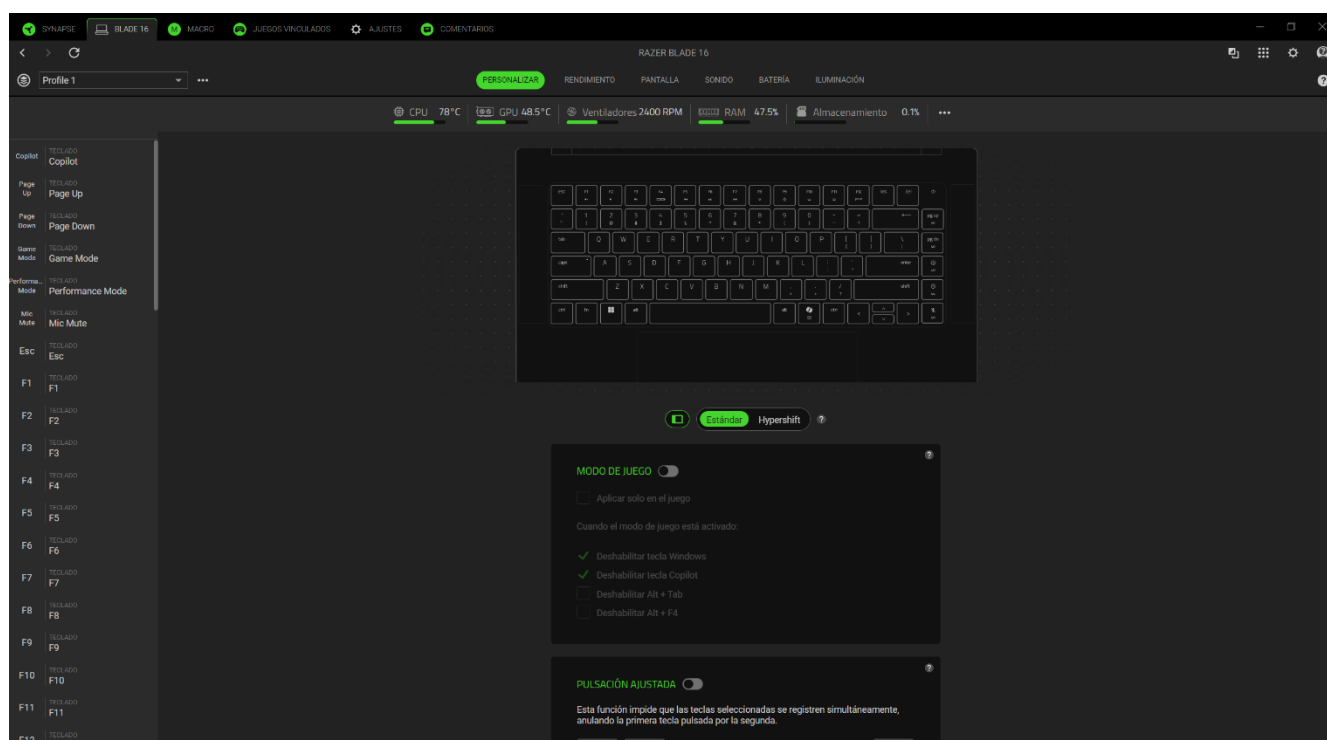 SYNAPSE BLADE 16 MACRO JUEGOS VINCULADOS AJUSTES COMENTARIOS
RAZER BLADE 16
Profile 1
PERSONALIZAR RENDIMIENTO PANTALLA SONIDO BATERÍA ILUMINACIÓN
CPU 78°C GPU 48.5°C Ventiladores 2400 RPM RAM 47.5% Almacenamiento 0.1%
Copilot TECLADO
Copilot
Page Up TECLADO
Page Up
Page Down TECLADO
Page Down
Game Mode TECLADO
Game Mode
Performa... Mode TECLADO
Performance Mode
Mic Mute TECLADO
Mic Mute
Esc TECLADO
Esc
F1 TECLADO
F1
F2 TECLADO
F2
F3 TECLADO
F3
F4 TECLADO
F4
F5 TECLADO
F5
F6 TECLADO
F6
F7 TECLADO
F7
F8 TECLADO
F8
F9 TECLADO
F9
F10 TECLADO
F10
F11 TECLADO
F11
F12 TECLADO
Q W E R T Y U I O P
A S D F G H J K L
Z X C V B N M
Estándar Hypershift
MODO DE JUEGO
Aplicar solo en el juego
Cuando el modo de juego está activado:
Deshabilitar tecla Windows
Deshabilitar tecla Copilot
Deshabilitar Alt + Tab
Deshabilitar Alt + F4
PULSACIÓN AJUSTADA
Esta función impide que las teclas seleccionadas se registren simultáneamente,
anulando la primera tecla pulsada por la segunda.